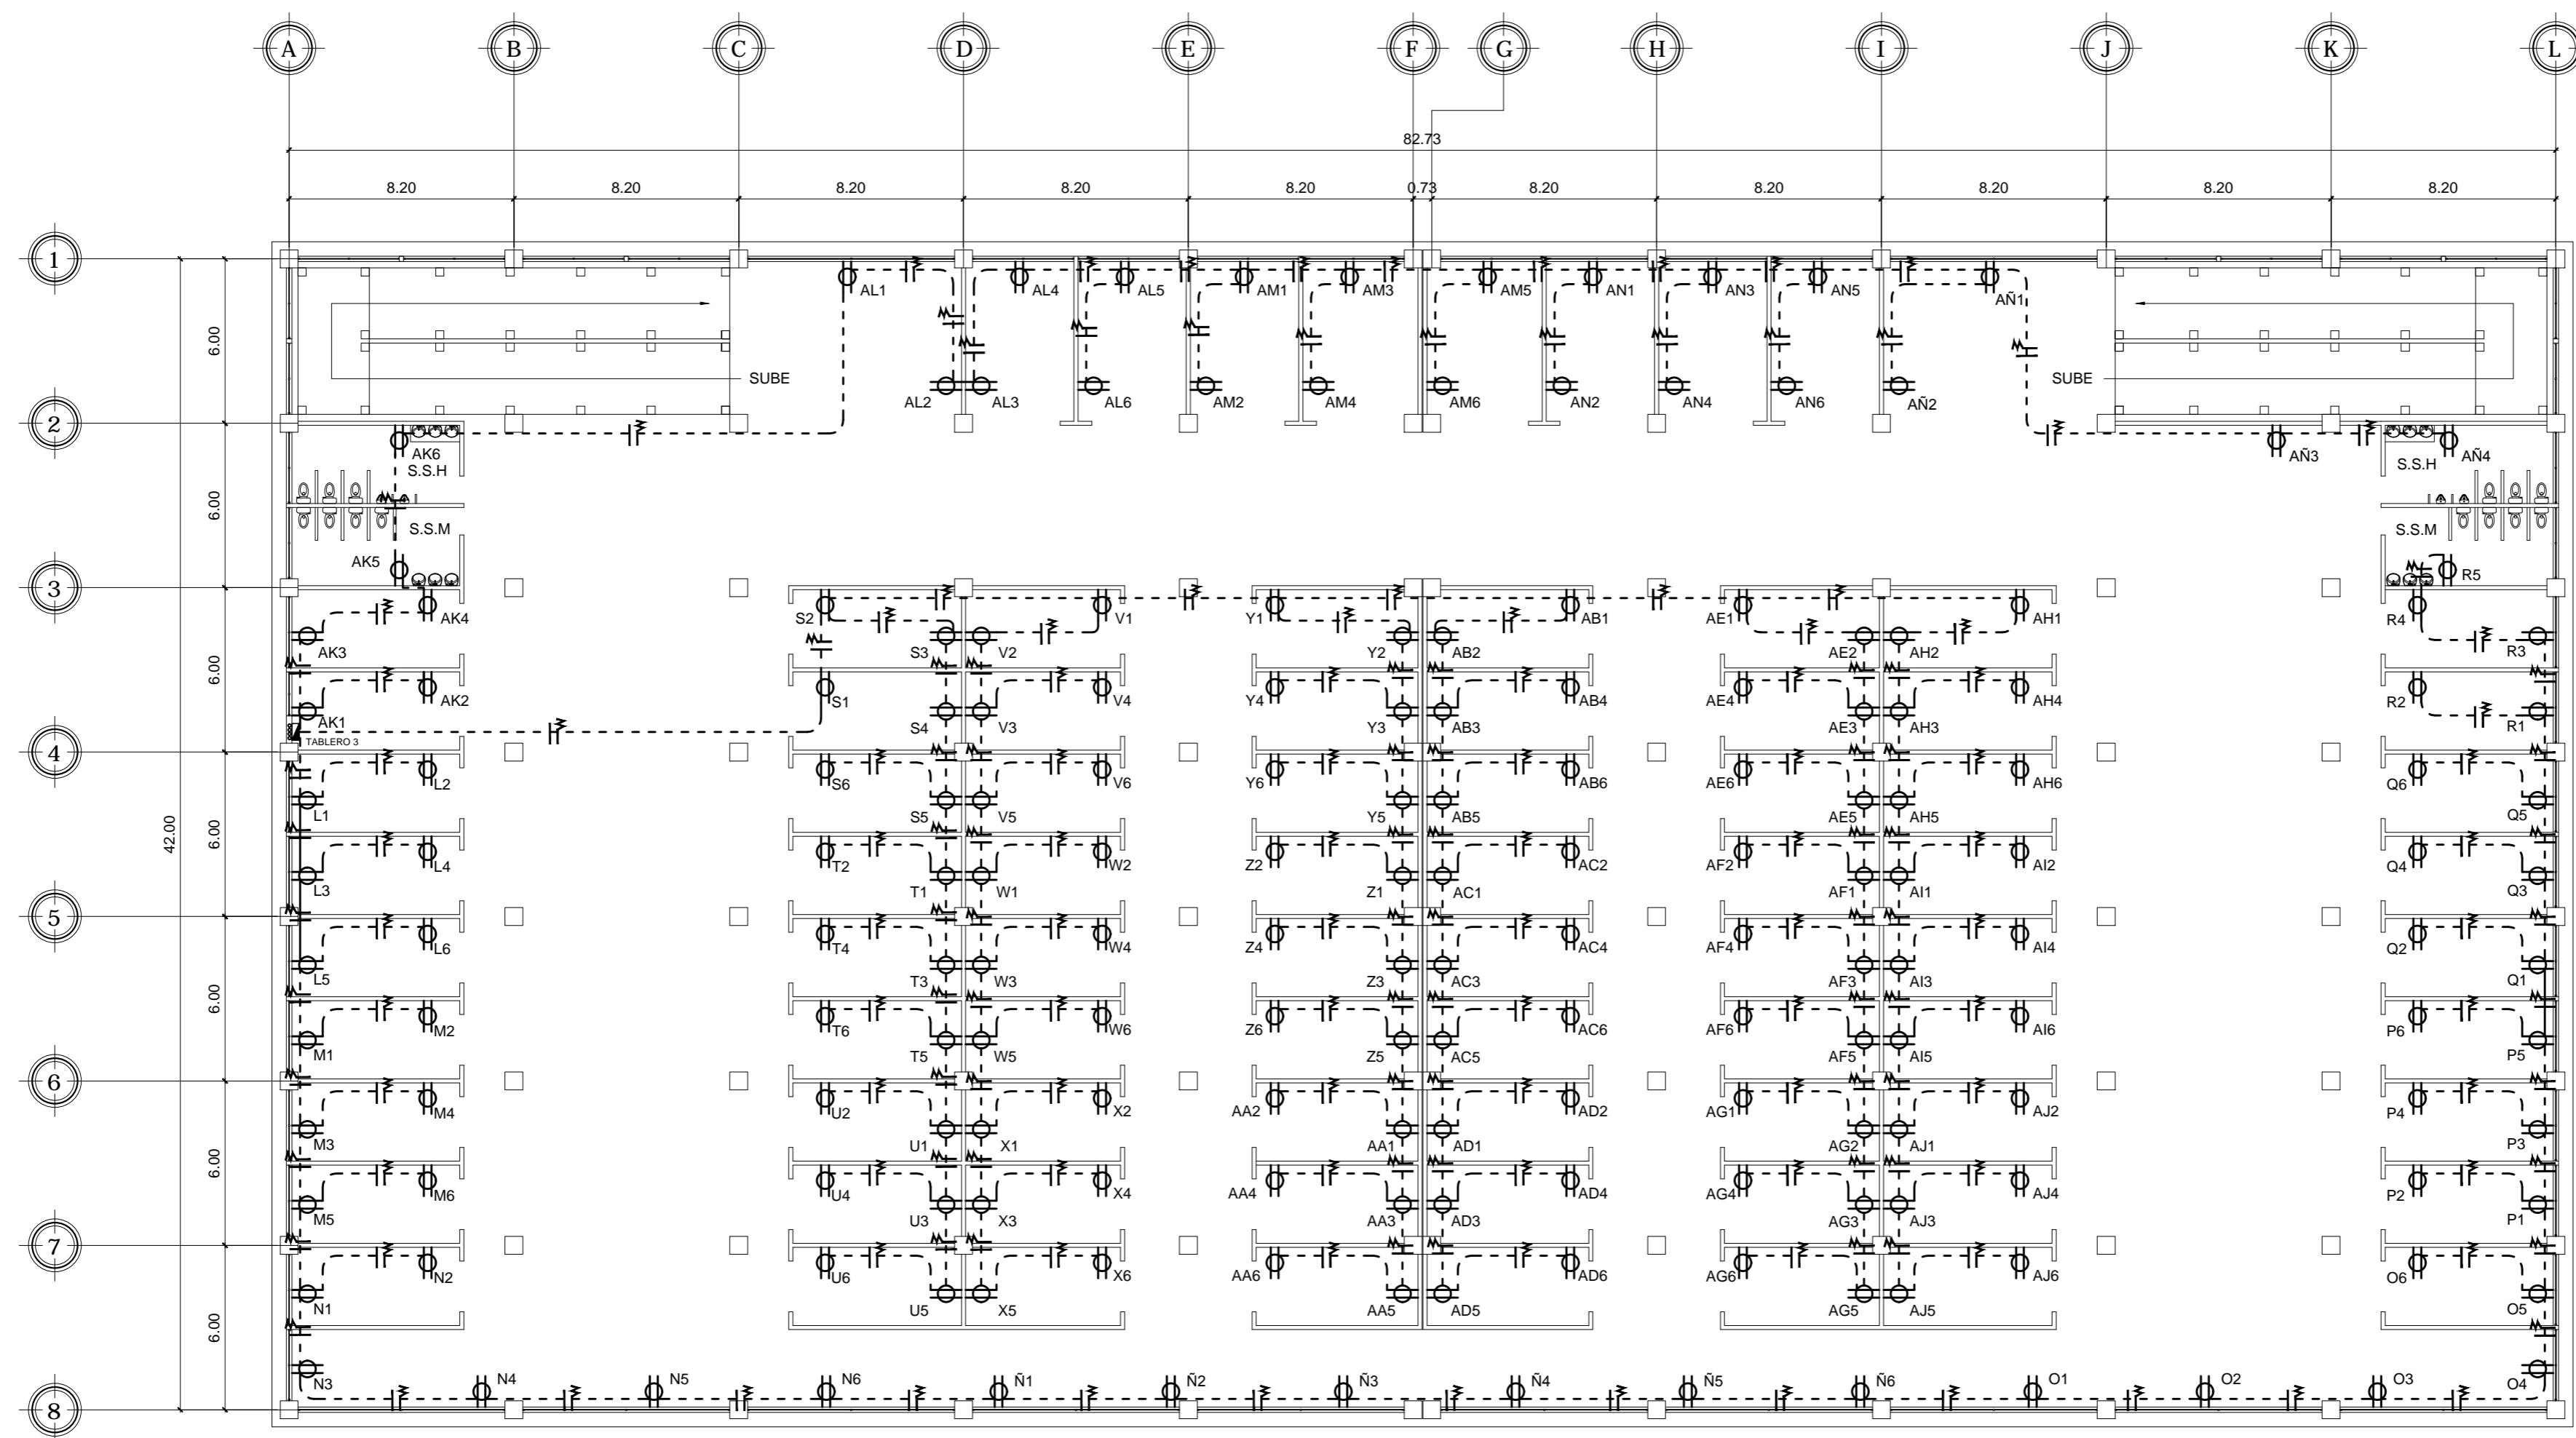 A B C D E F G H I J K L
82.73
8.20 8.20 8.20 8.20 8.20 0.73 8.20 8.20 8.20 8.20 8.20
1
AL1 AL4 AL5 AM1 AM3 AM5 AN1 AN3 AN5 AÑ1
6.00
SUBE SUBE
AL2 AL3 AL6 AM2 AM4 AM6 AN2 AN4 AN6 AÑ2
2
AK6 AÑ3 AÑ4
S.S.H S.S.H
6.00
S.S.M S.S.M
AK5 R5
3
AK4 S2 V1 Y1 AB1 AE1 AH1 R4
AK3 S3 V2 Y2 AB2 AE2 AH2 R3
6.00
AK2 S1 V4 Y4 AB4 AE4 AH4 R2
AK1 S4 V3 Y3 AB3 AE3 AH3 R1
TABLERO 3
4
L2 S6 V6 Y6 AB6 AE6 AH6 Q6
L1 S5 V5 Y5 AB5 AE5 AH5 Q5
42.00 6.00
L4 T2 W2 Z2 AC2 AF2 AI2 Q4
L3 T1 W1 Z1 AC1 AF1 AI1 Q3
5
L6 T4 W4 Z4 AC4 AF4 AI4 Q2
L5 T3 W3 Z3 AC3 AF3 AI3 Q1
6.00
M2 T6 W6 Z6 AC6 AF6 AI6 P6
M1 T5 W5 Z5 AC5 AF5 AI5 P5
6
M4 U2 X2 AA2 AD2 AG1 AJ2 P4
M3 U1 X1 AA1 AD1 AG2 AJ1 P3
6.00
M6 U4 X4 AA4 AD4 AG4 AJ4 P2
M5 U3 X3 AA3 AD3 AG3 AJ3 P1
7
N2 U6 X6 AA6 AD6 AG6 AJ6 O6
N1 U5 X5 AA5 AD5 AG5 AJ5 O5
6.00
N3 N4 N5 N6 Ñ1 Ñ2 Ñ3 Ñ4 Ñ5 Ñ6 O1 O2 O3 O4
8